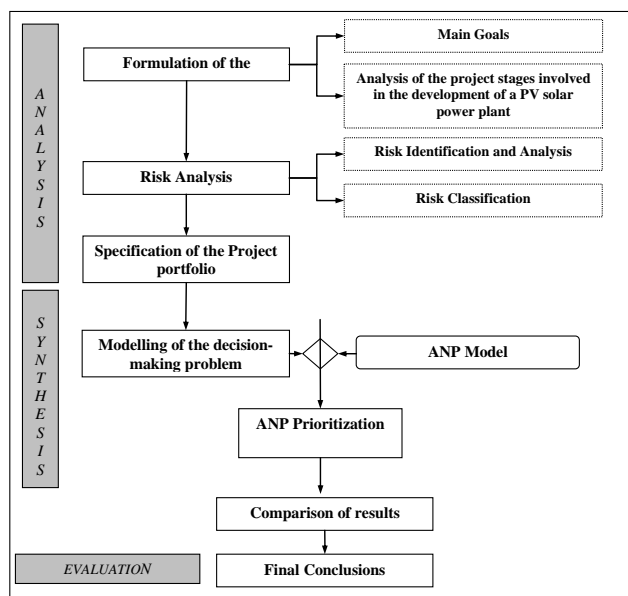 Main Goals
Formulation of the
Analysis of the project stages involved
in the development of a PV solar
power plant
ANALYSIS
Risk Identification and Analysis
Risk Analysis
Risk Classification
Specification of the Project
portfolio
SYNTHESIS
Modelling of the decision-
making problem
ANP Model
ANP Prioritization
Comparison of results
EVALUATION
Final Conclusions